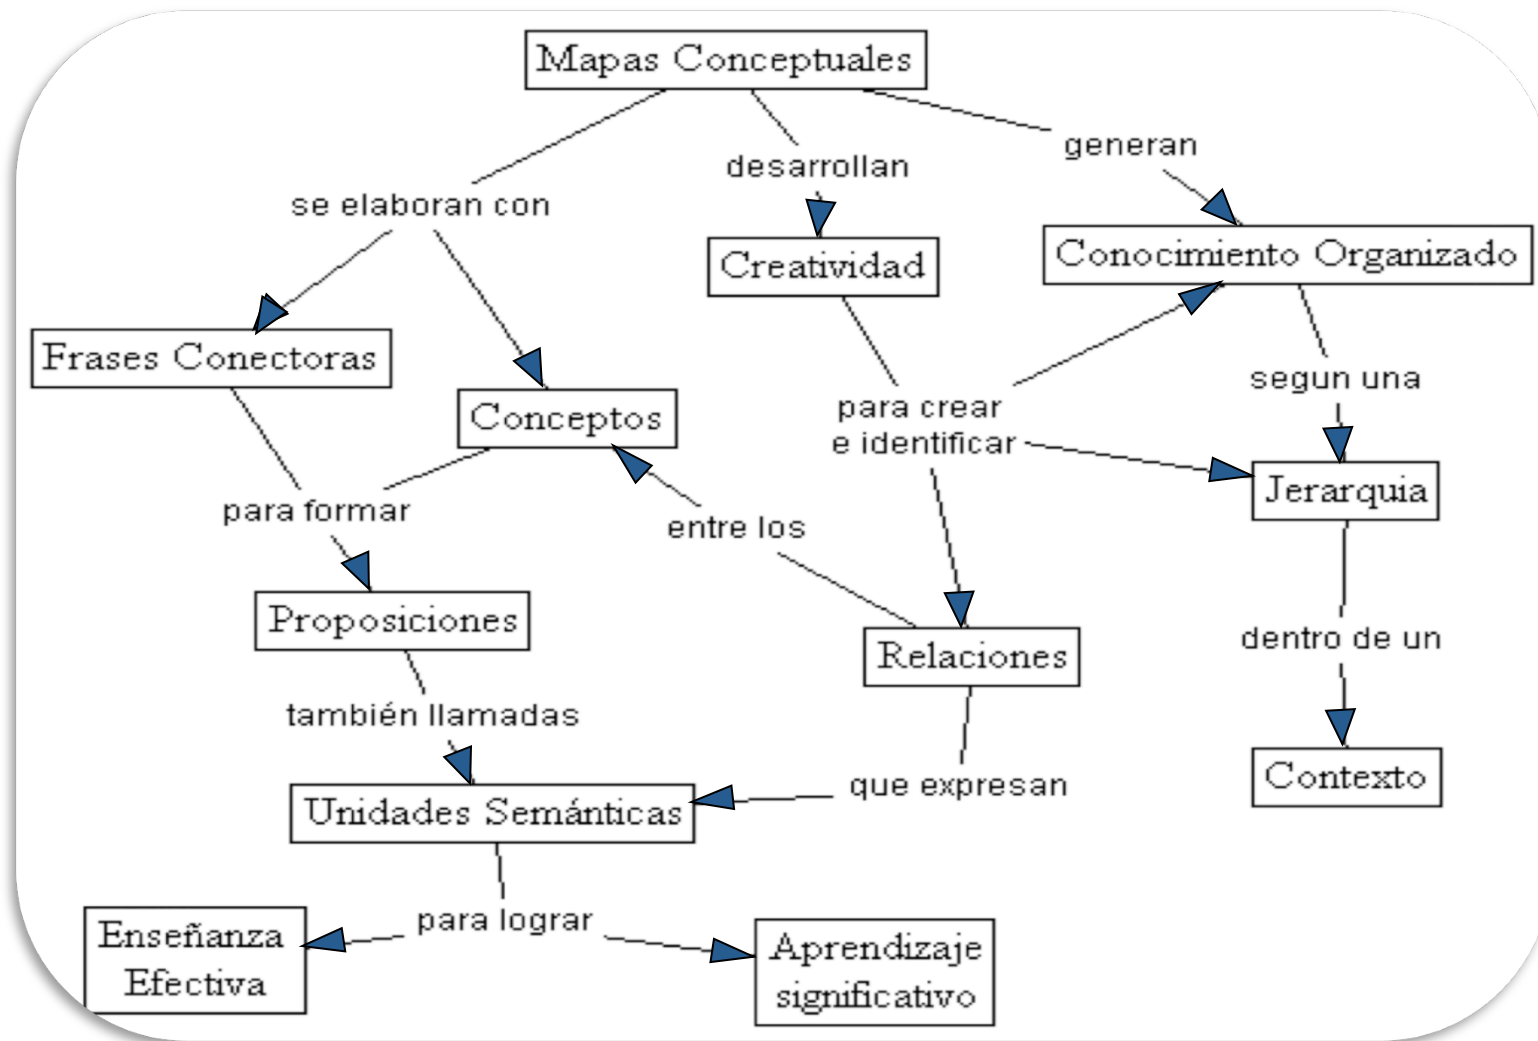 Mapas Conceptuales
generan
desarrollan
se elaboran con
Conocimiento Organizado
Creatividad
Frases Conectoras
segun una
para crear
e identificar
Conceptos
Jerarquia
para formar
entre los
Proposiciones
dentro de un
Relaciones
también llamadas
Contexto
que expresan
Unidades Semánticas
para lograr
Enseñanza
Efectiva
Aprendizaje
significativo